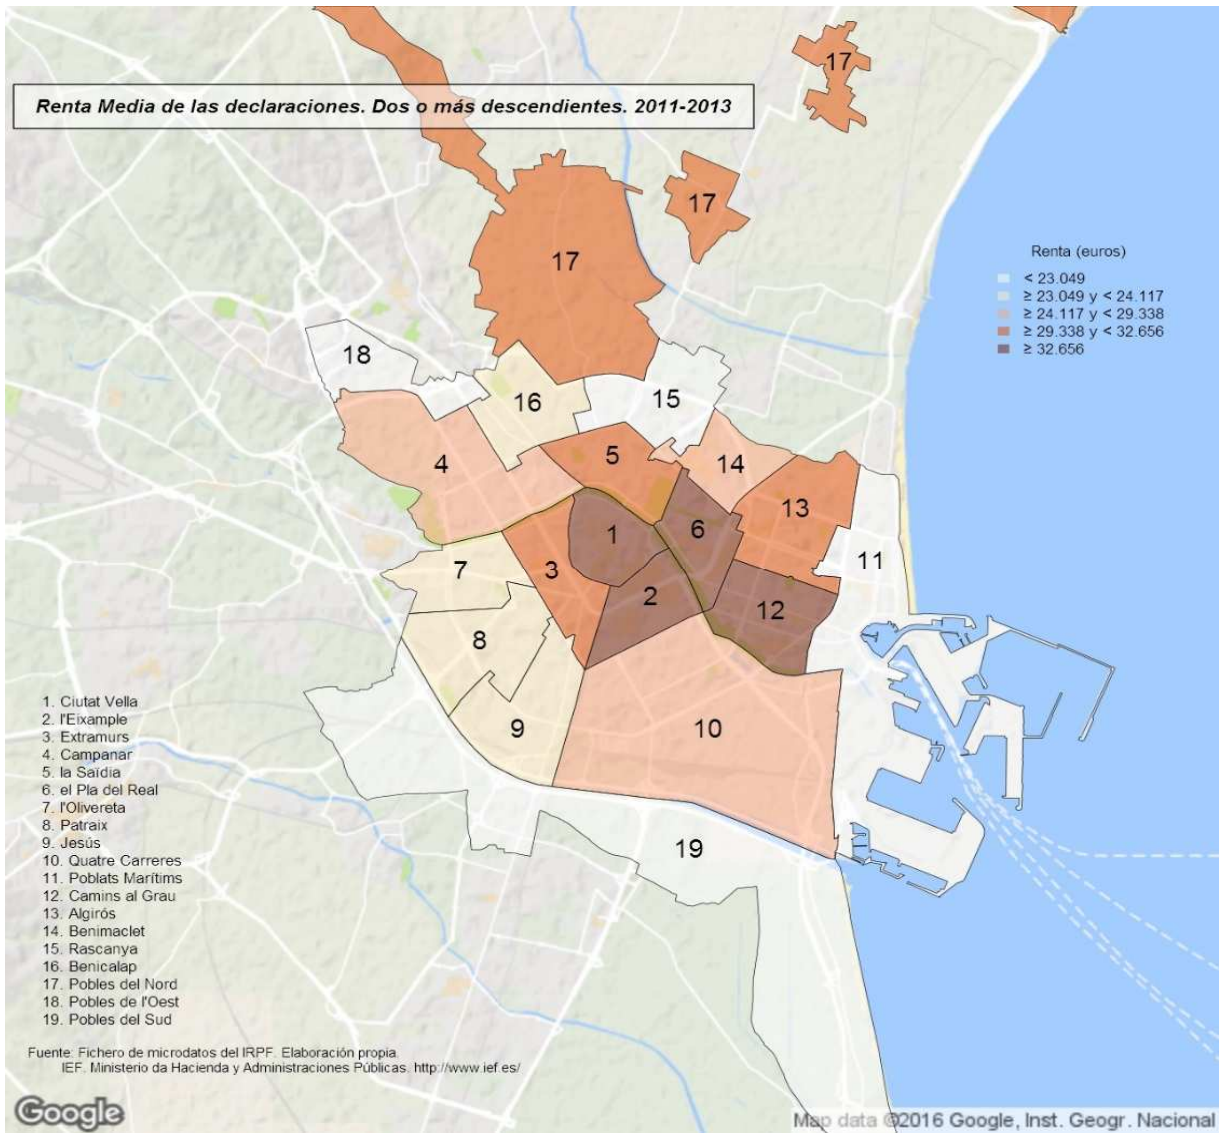 17
Renta Media de las declaraciones. Dos o más descendientes. 2011-2013
17
17
Renta (euros)
< 23.049
≥ 23.049 y < 24.117
≥ 24.117 y < 29.338
≥ 29.338 y < 32.656
≥ 32.656
18
16
15
4
5
14
13
1
6
11
7
3
2
12
8
9
10
19
1. Ciutat Vella
2. l'Eixample
3. Extramurs
4. Campanar
5. la Saïdia
6. el Pla del Real
7. l'Olivereta
8. Patraix
9. Jesús
10. Quatre Carreres
11. Poblats Marítims
12. Camins al Grau
13. Algirós
14. Benimaclet
15. Rascanya
16. Benicalap
17. Pobles del Nord
18. Pobles de l'Oest
19. Pobles del Sud
Fuente: Fichero de microdatos del IRPF. Elaboración propia.
IEF. Ministerio da Hacienda y Administraciones Públicas. http://www.ief.es/
Google
Map data ©2016 Google, Inst. Geogr. Nacional